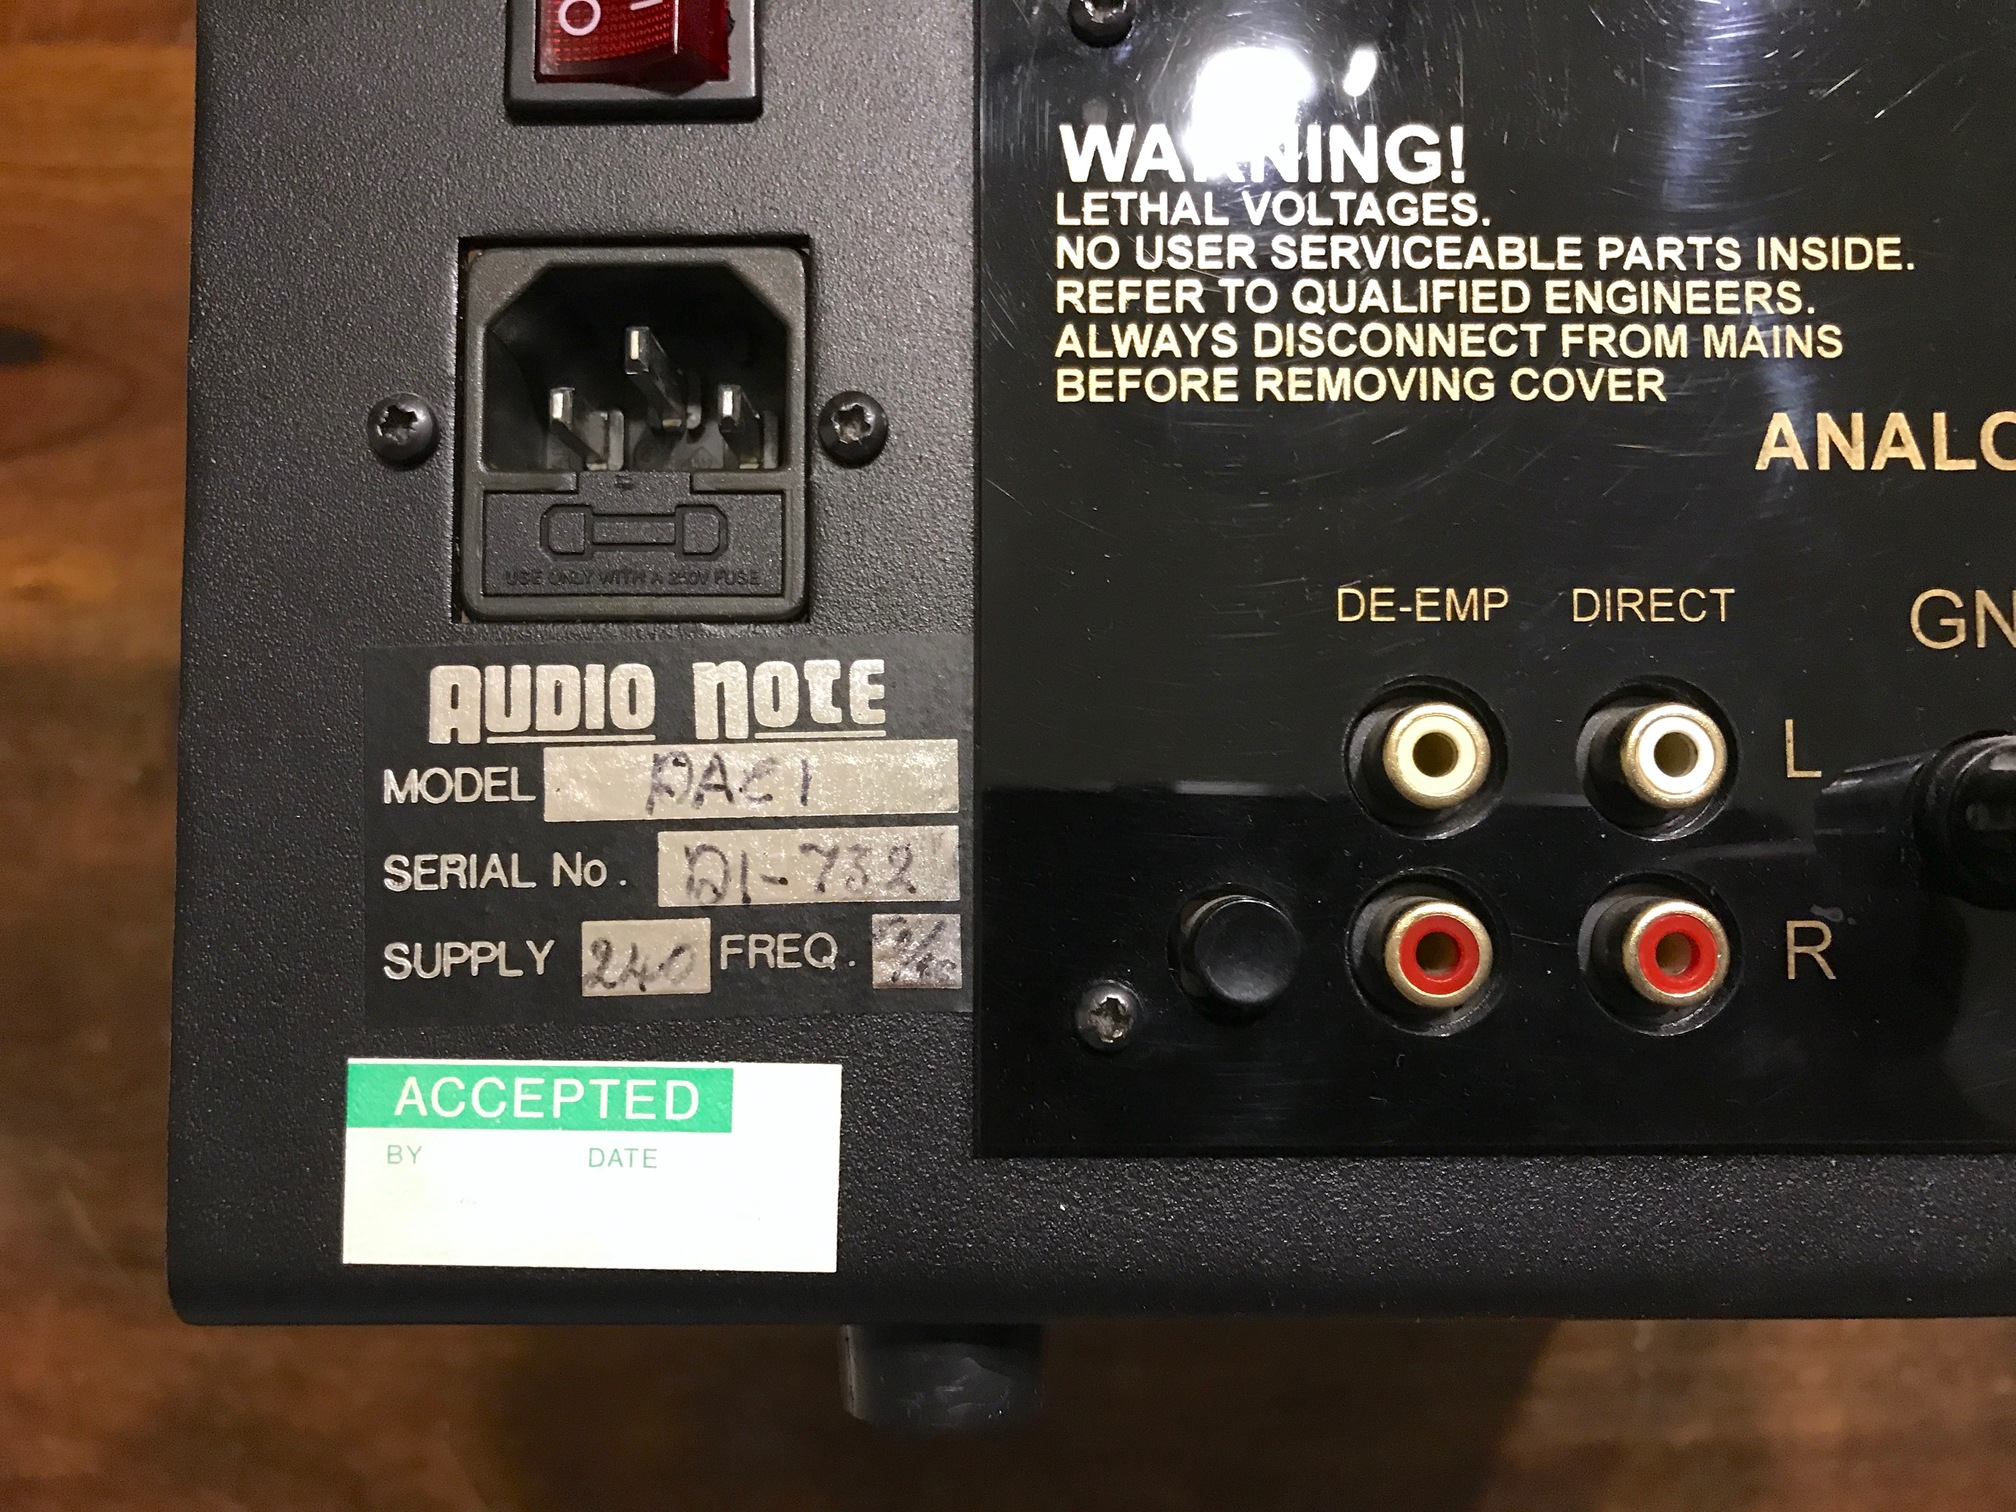 WARNING!
LETHAL VOLTAGES.
NO USER SERVICEABLE PARTS INSIDE.
REFER TO QUALIFIED ENGINEERS.
ALWAYS DISCONNECT FROM MAINS
BEFORE REMOVING COVER
ANALO
DE-EMP DIRECT GN
L
R
USE ONLY WITH A 250V FUSE
AUDIO NOTE
MODEL DAC 1
SERIAL No. D1-732
SUPPLY 240 FREQ.
ACCEPTED
BY DATE